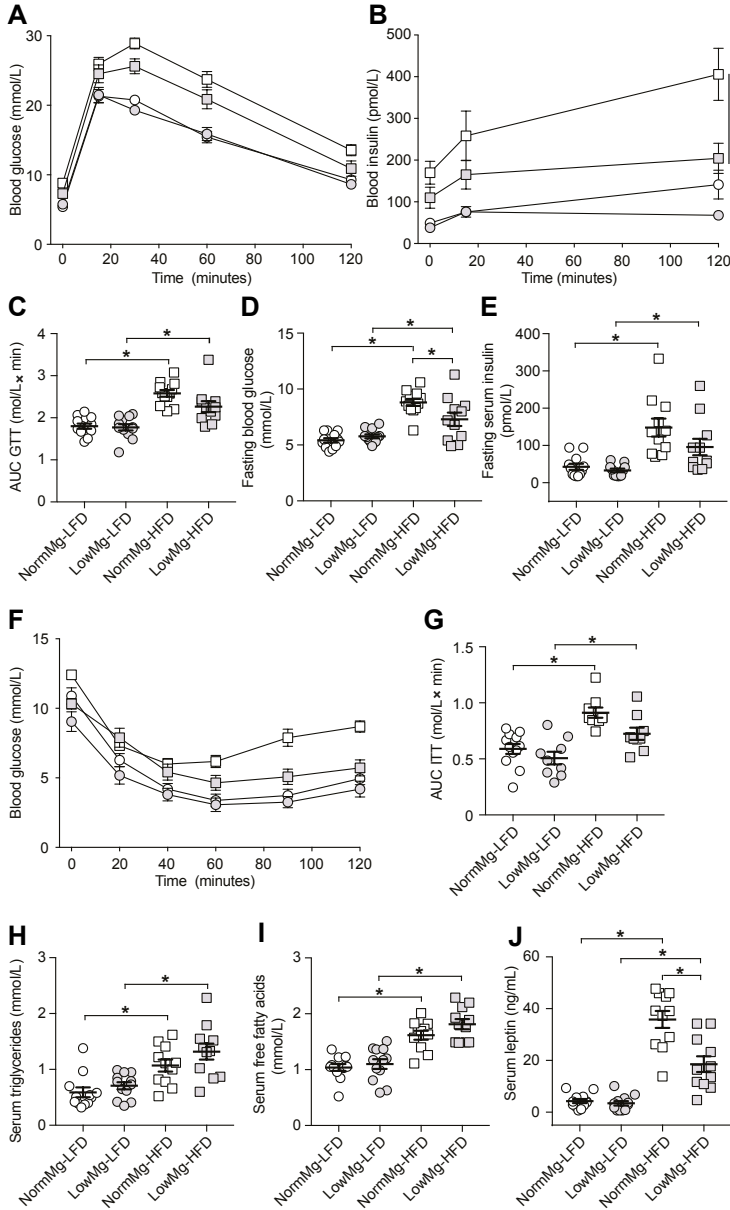 A
Blood glucose (mmol/L)
30
20
10
0
0 20 40 60 80 100 120
Time (minutes)
B
Blood insulin (pmol/L)
500
400
300
200
100
0
0 20 40 60 80 100 120
Time (minutes)
*
C
AUC GTT (mol/L× min)
4
3
2
1
0
*
*
NormMg-LFD
LowMg-LFD
NormMg-HFD
LowMg-HFD
D
Fasting blood glucose
(mmol/L)
15
10
5
0
*
*
*
NormMg-LFD
LowMg-LFD
NormMg-HFD
LowMg-HFD
E
Fasting serum insulin
(pmol/L)
400
300
200
100
0
*
*
NormMg-LFD
LowMg-LFD
NormMg-HFD
LowMg-HFD
F
Blood glucose (mmol/L)
15
10
5
0
0 20 40 60 80 100 120
Time (minutes)
G
AUC ITT (mol/L× min)
1.5
1.0
0.5
0
*
*
NormMg-LFD
LowMg-LFD
NormMg-HFD
LowMg-HFD
H
Serum triglycerides (mmol/L)
3
2
1
0
*
*
NormMg-LFD
LowMg-LFD
NormMg-HFD
LowMg-HFD
I
Serum free fatty acids
(mmol/L)
3
2
1
0
*
*
NormMg-LFD
LowMg-LFD
NormMg-HFD
LowMg-HFD
J
Serum leptin (ng/mL)
60
40
20
0
*
*
*
NormMg-LFD
LowMg-LFD
NormMg-HFD
LowMg-HFD